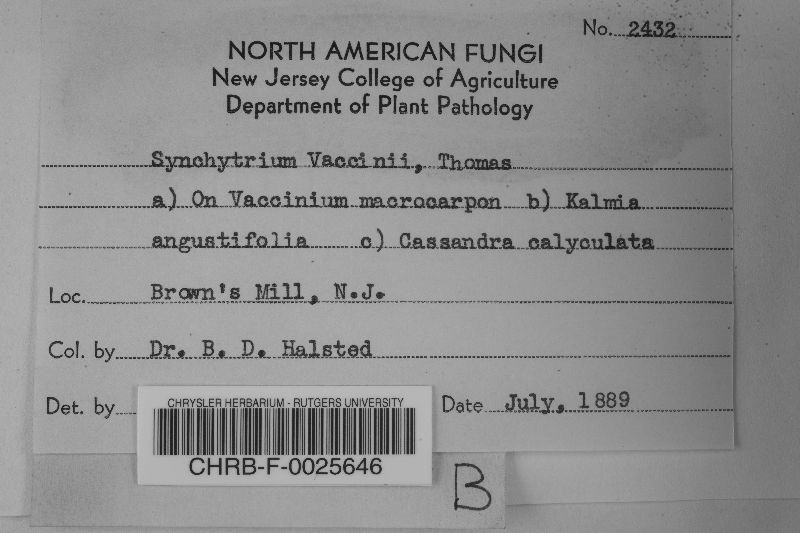 No. 2432
NORTH AMERICAN FUNGI
New Jersey College of Agriculture
Department of Plant Pathology
Synchytrium Vaccinii, Thomas
a) On Vaccinium macrocarpon b) Kalmia
angustifolia c) Cassandra calyculata
Loc. Brown's Mill, N.J.
Col. by Dr. B. D. Halsted
Det. by
Date July, 1889
CHRYSLER HERBARIUM - RUTGERS UNIVERSITY
CHRB-F-0025646
B